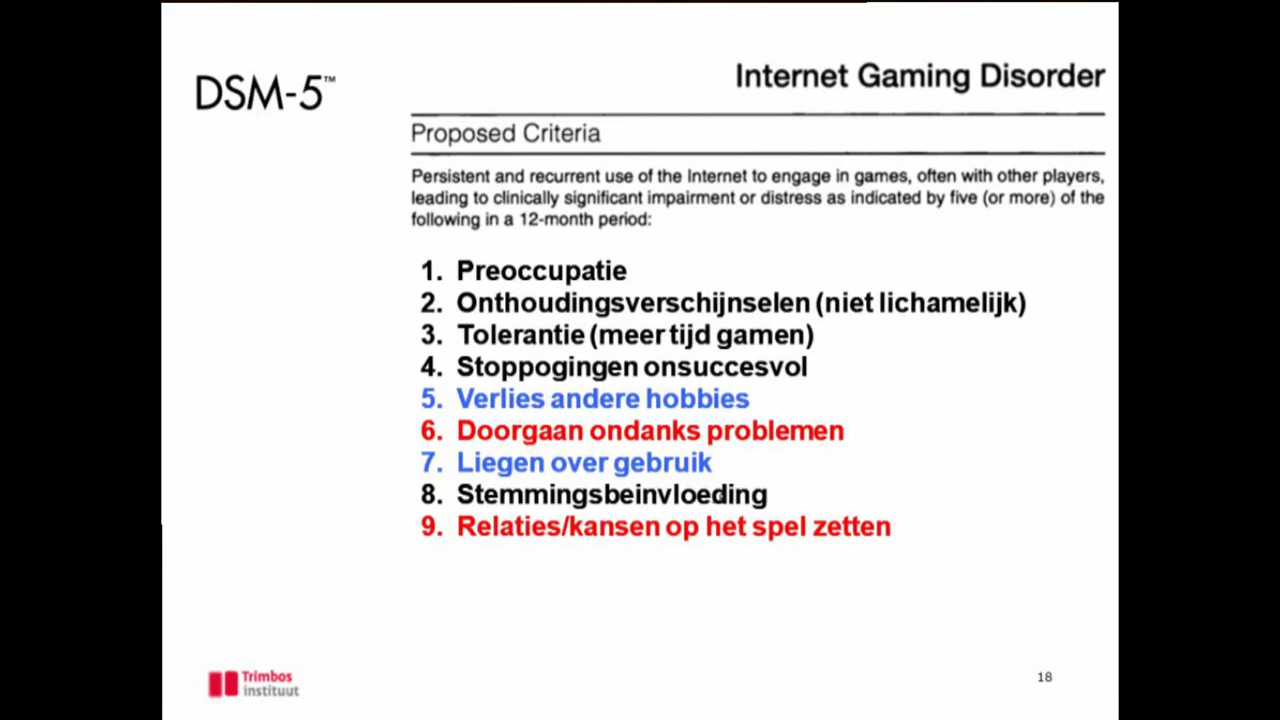 DSM-5™
Internet Gaming Disorder
Proposed Criteria
Persistent and recurrent use of the Internet to engage in games, often with other players,
leading to clinically significant impairment or distress as indicated by five (or more) of the
following in a 12-month period:
1. Preoccupatie
2. Onthoudingsverschijnselen (niet lichamelijk)
3. Tolerantie (meer tijd gamen)
4. Stoppogingen onsuccesvol
5. Verlies andere hobbies
6. Doorgaan ondanks problemen
7. Liegen over gebruik
8. Stemmingsbeinvloeding
9. Relaties/kansen op het spel zetten
Trimbos
instituut
18